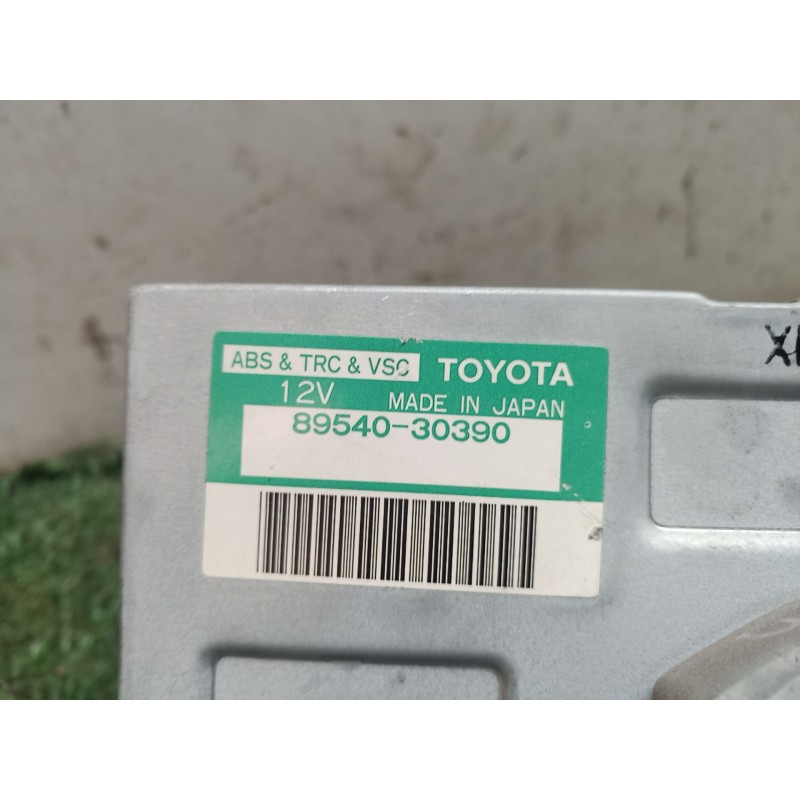 ABS & TRC & VSC TOYOTA
12V MADE IN JAPAN
89540-30390